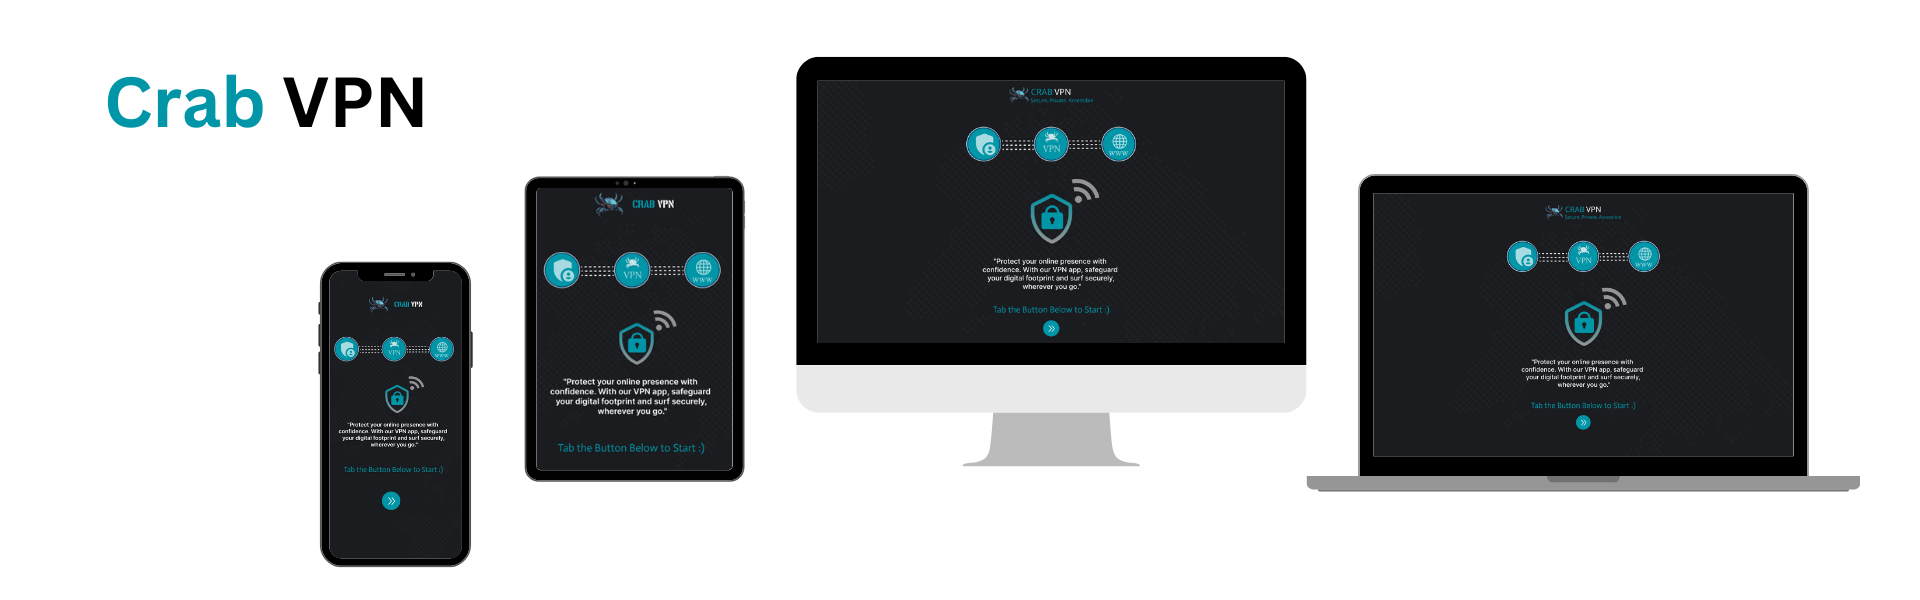 Crab VPN
CRAB VPN
VPN
WWW
"Protect your online presence with
confidence. With our VPN app, safeguard
your digital footprint and surf securely,
wherever you go."
Tab the Button Below to Start :)
CRAB VPN
VPN
WWW
"Protect your online presence with
confidence. With our VPN app, safeguard
your digital footprint and surf securely,
wherever you go."
Tab the Button Below to Start :)
CRAB VPN
Secure, Private, Accessible
VPN
WWW
"Protect your online presence with
confidence. With our VPN app, safeguard
your digital footprint and surf securely,
wherever you go."
Tab the Button Below to Start :)
CRAB VPN
Secure, Private, Accessible
VPN
WWW
"Protect your online presence with
confidence. With our VPN app, safeguard
your digital footprint and surf securely,
wherever you go."
Tab the Button Below to Start :)